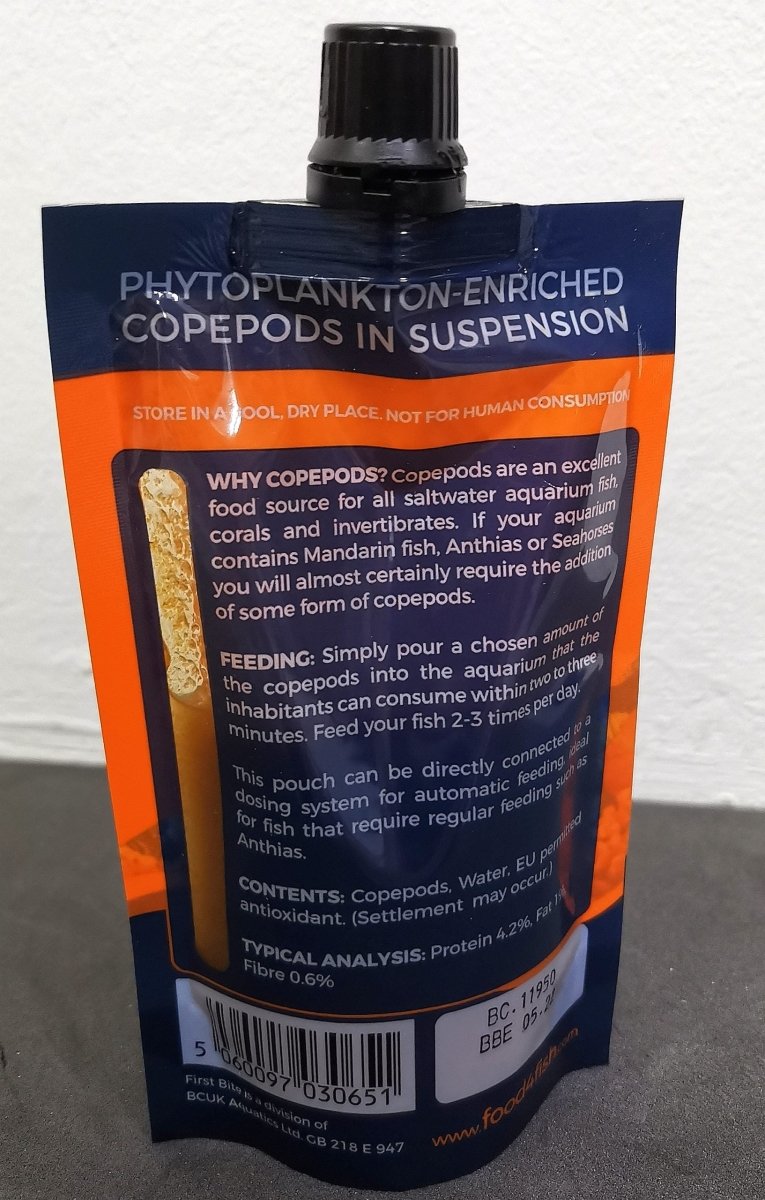 PHYTOPLANKTON-ENRICHED
COPEPODS IN SUSPENSION
STORE IN A COOL, DRY PLACE. NOT FOR HUMAN CONSUMPTION
WHY COPEPODS? Copepods are an excellent
food source for all saltwater aquarium fish,
corals and invertibrates. If your aquarium
contains Mandarin fish, Anthias or Seahorses
you will almost certainly require the addition
of some form of copepods.
FEEDING: Simply pour a chosen amount of
the copepods into the aquarium that the
inhabitants can consume within two to three
minutes. Feed your fish 2-3 times per day.
This pouch can be directly connected to a
dosing system for automatic feeding, ideal
for fish that require regular feeding such as
Anthias.
CONTENTS: Copepods, Water, EU permitted
antioxidant. (Settlement may occur.)
TYPICAL ANALYSIS: Protein 4.2%, Fat 1%
Fibre 0.6%
BC. 11950
BBE
5 060097 030651
First Bite is a division of
BCUK Aquatics Ltd. GB 218 E 947
www.food4fish.com